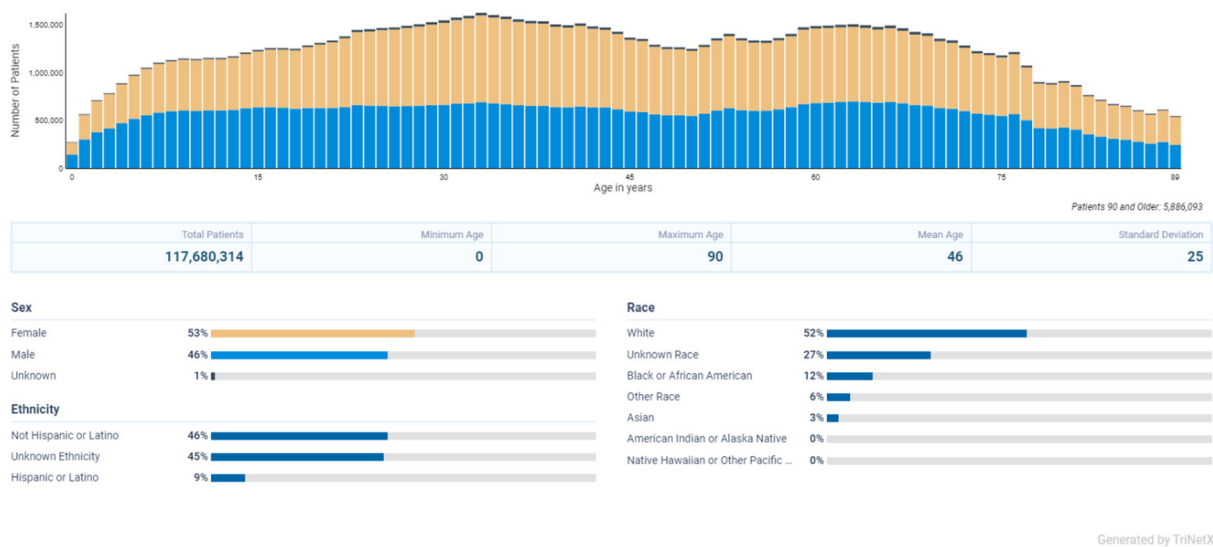 1,500,000
1,000,000
500,000
0
Number of Patients
0 15 30 45 60 75 89
Age in years
Patients 90 and Older: 5,886,093
Total Patients Minimum Age Maximum Age Mean Age Standard Deviation
117,680,314 0 90 46 25
Sex
Female 53%
Male 46%
Unknown 1%
Ethnicity
Not Hispanic or Latino 46%
Unknown Ethnicity 45%
Hispanic or Latino 9%
Race
White 52%
Unknown Race 27%
Black or African American 12%
Other Race 6%
Asian 3%
American Indian or Alaska Native 0%
Native Hawaiian or Other Pacific ... 0%
Generated by TriNetX